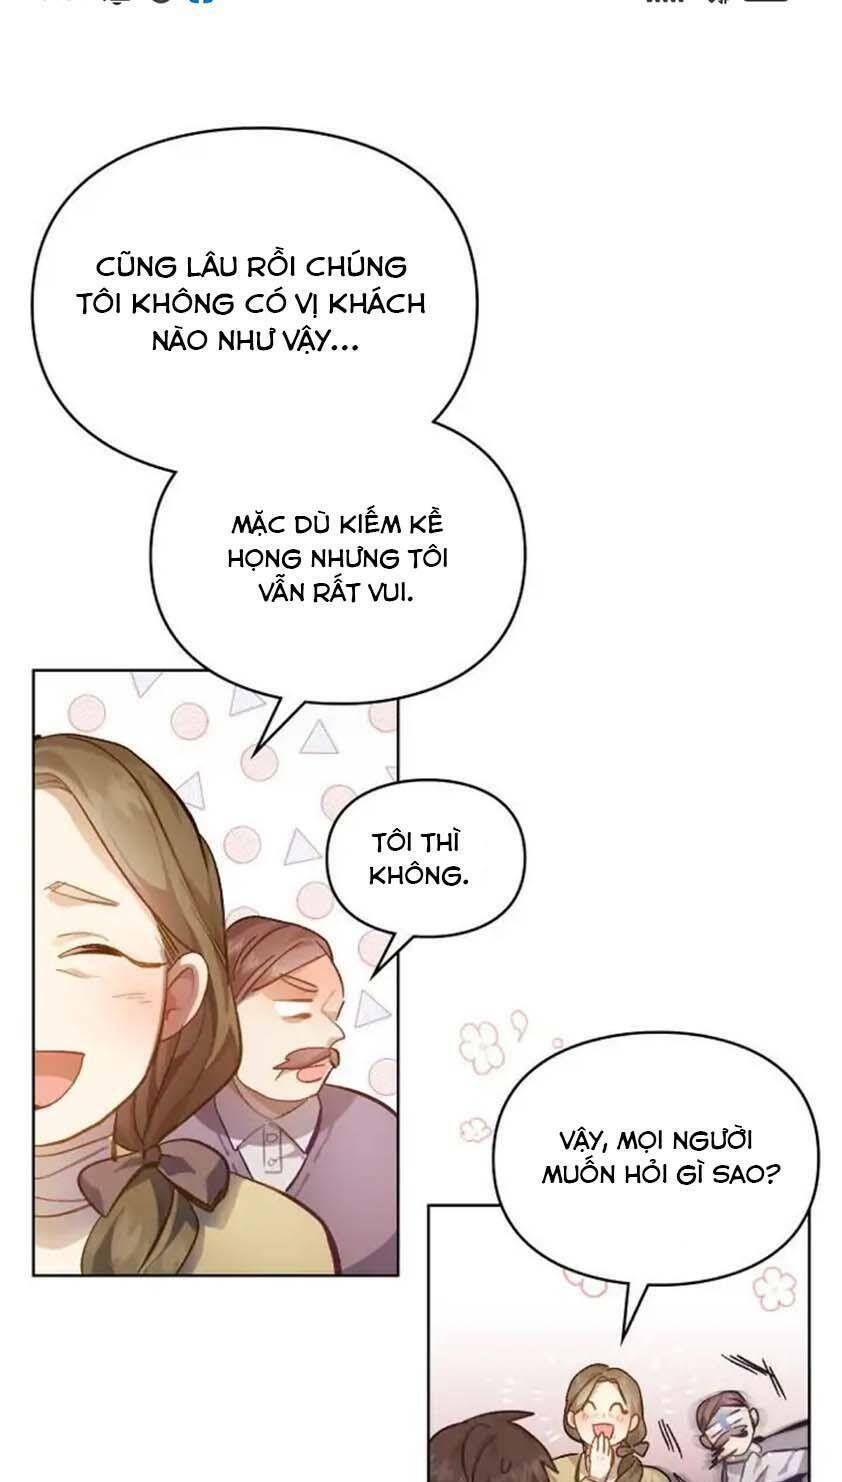 CŨNG LÂU RỒI CHÚNG
TÔI KHÔNG CÓ VỊ KHÁCH
NÀO NHƯ VẬY...
MẶC DÙ KIẾM KỀ
HỌNG NHƯNG TÔI
VẪN RẤT VUI.
TÔI THÌ
KHÔNG.
VẬY, MỌI NGƯỜI
MUỐN HỎI GÌ SAO?